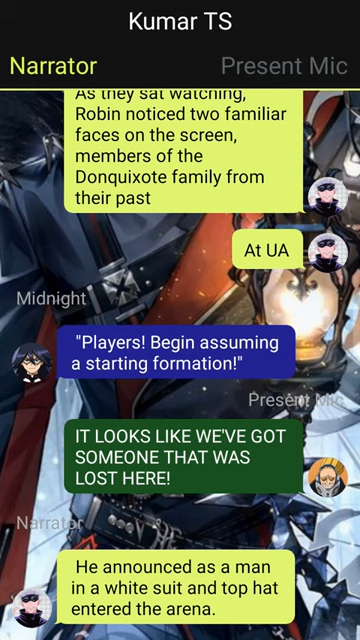 Kumar TS
Narrator
Present Mic
As they sat watching,
Robin noticed two familiar
faces on the screen,
members of the
Donquixote family from
their past
At UA
Midnight
"Players! Begin assuming
a starting formation!"
Present Mic
IT LOOKS LIKE WE'VE GOT
SOMEONE THAT WAS
LOST HERE!
Narrator
He announced as a man
in a white suit and top hat
entered the arena.